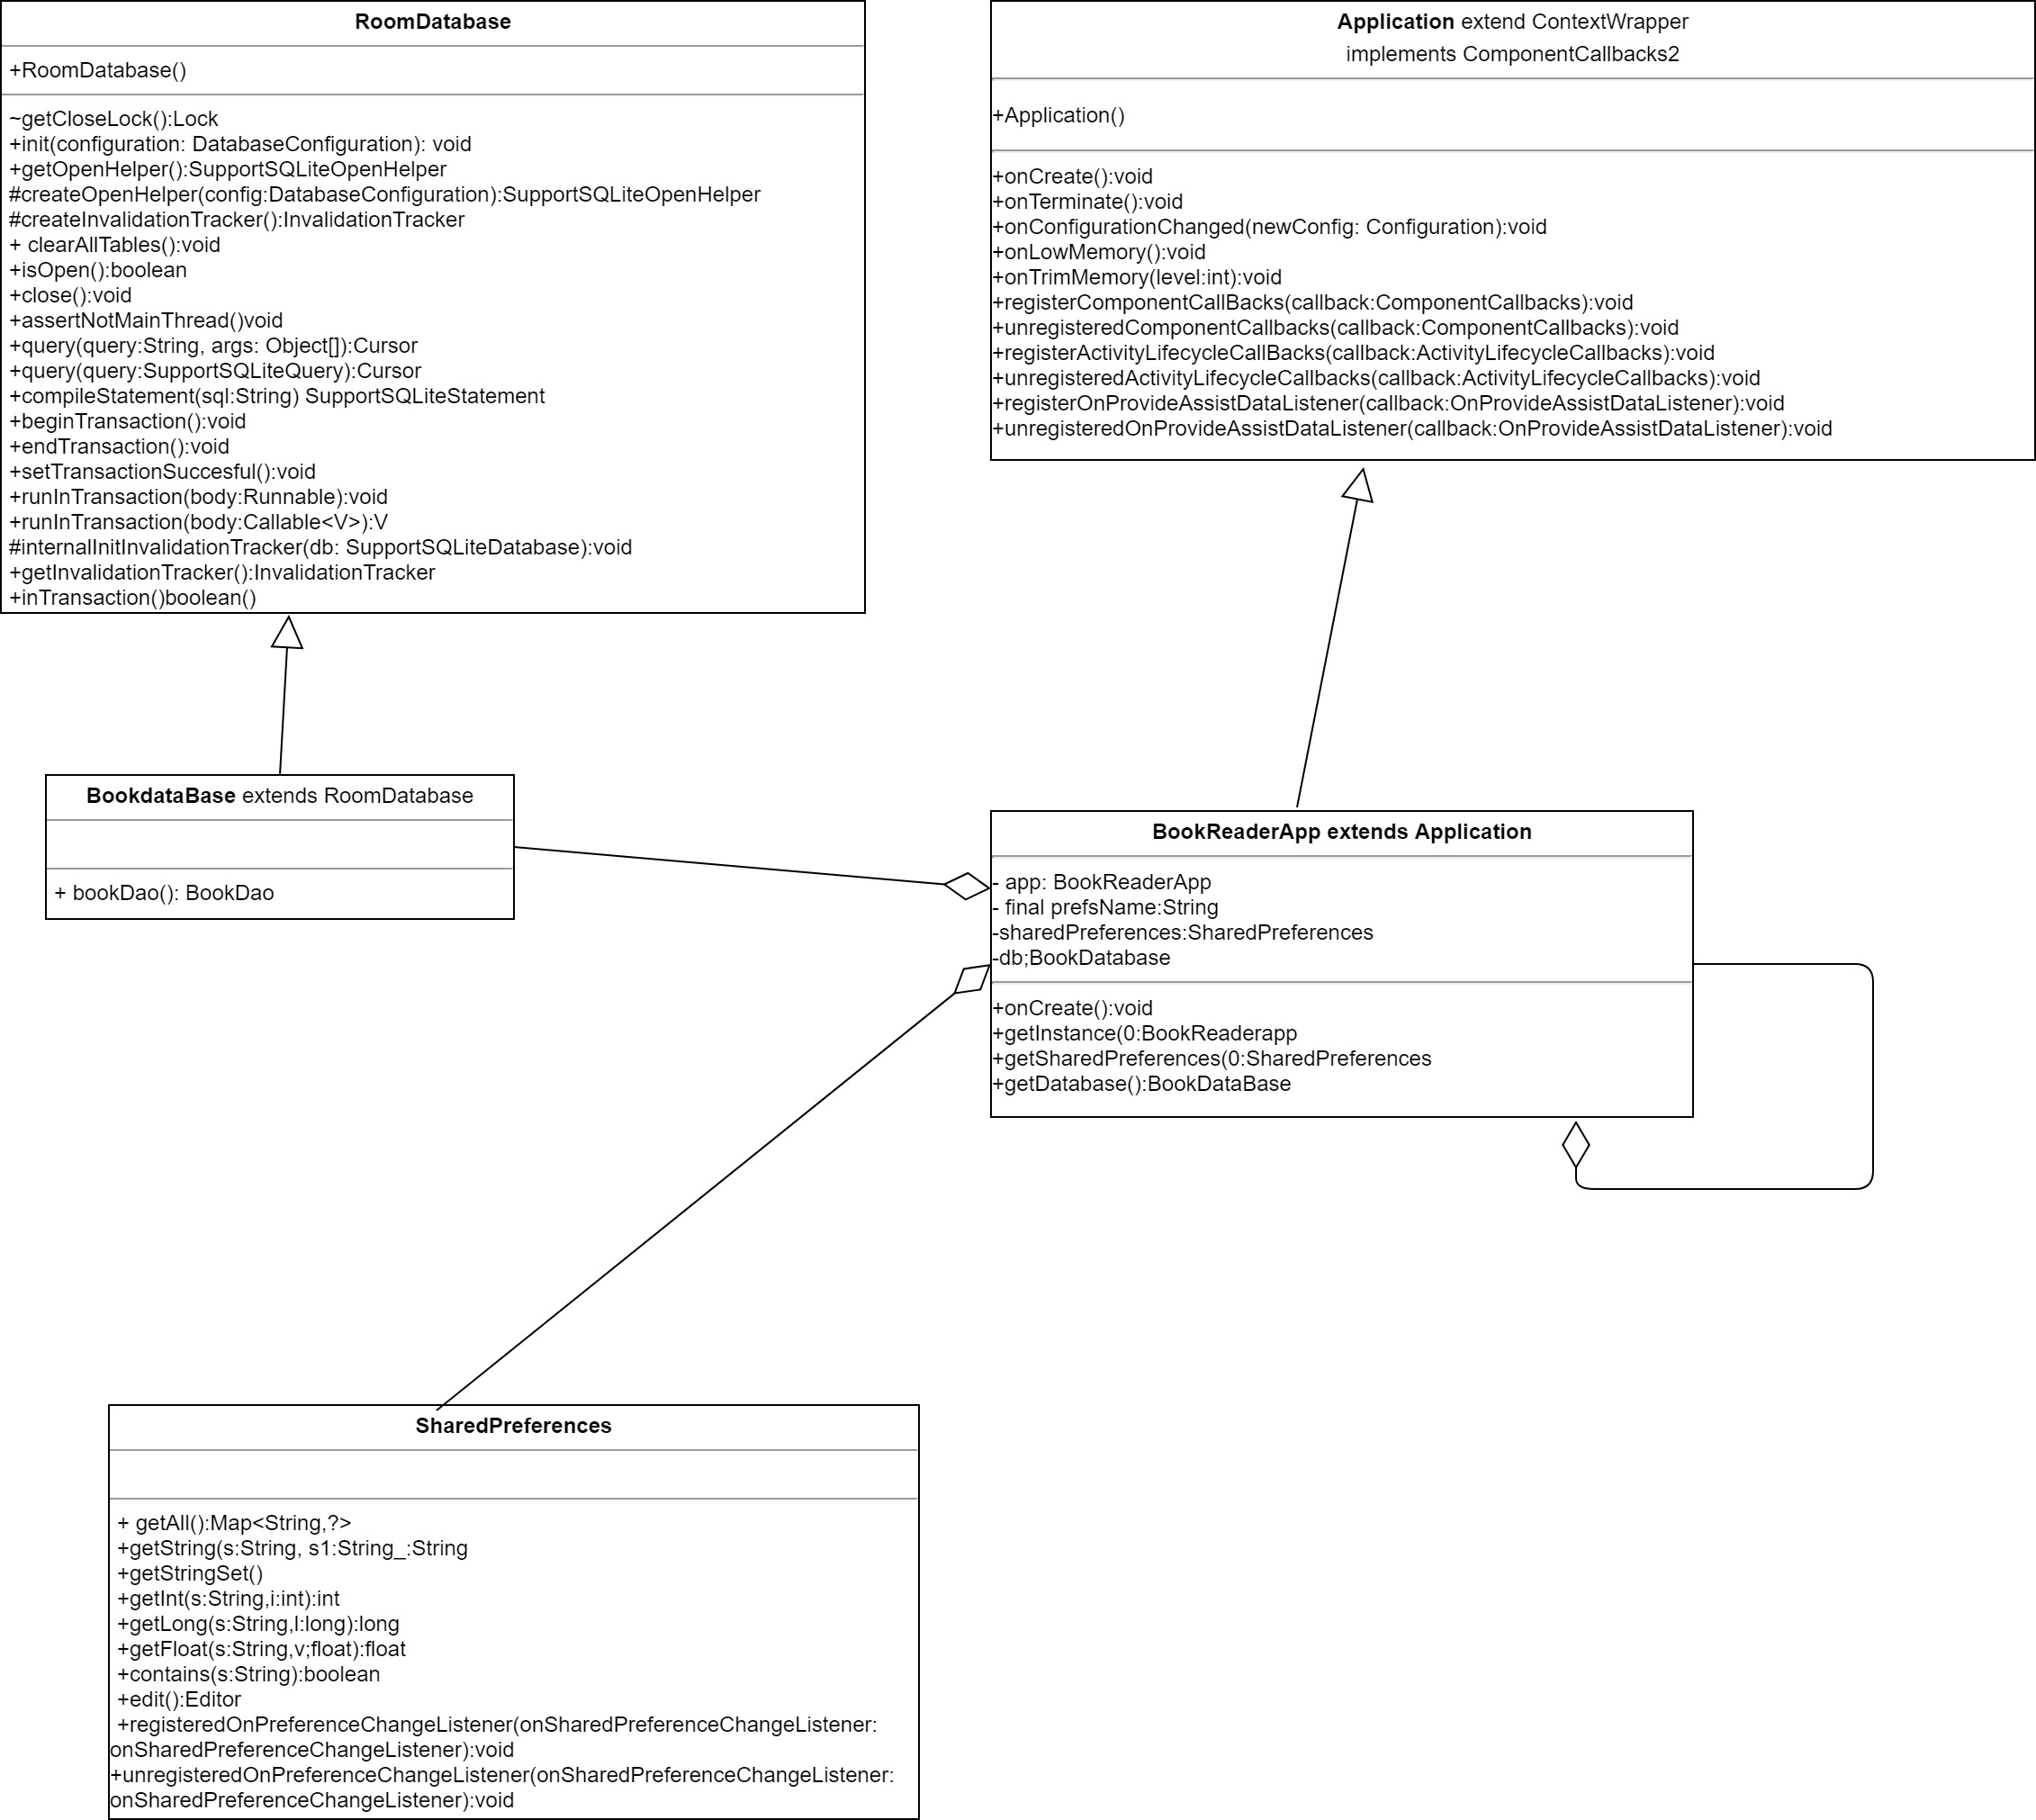 RoomDatabase
+RoomDatabase()
~getCloseLock():Lock
+init(configuration: DatabaseConfiguration): void
+getOpenHelper():SupportSQLiteOpenHelper
#createOpenHelper(config:DatabaseConfiguration):SupportSQLiteOpenHelper
#createInvalidationTracker():InvalidationTracker
+ clearAllTables():void
+isOpen():boolean
+close():void
+assertNotMainThread()void
+query(query:String, args: Object[]):Cursor
+query(query:SupportSQLiteQuery):Cursor
+compileStatement(sql:String) SupportSQLiteStatement
+beginTransaction():void
+endTransaction():void
+setTransactionSuccesful():void
+runInTransaction(body:Runnable):void
+runInTransaction(body:Callable<V>):V
#internalInitInvalidationTracker(db: SupportSQLiteDatabase):void
+getInvalidationTracker():InvalidationTracker
+inTransaction()boolean()
Application extend ContextWrapper
implements ComponentCallbacks2
+Application()
+onCreate():void
+onTerminate():void
+onConfigurationChanged(newConfig: Configuration):void
+onLowMemory():void
+onTrimMemory(level:int):void
+registerComponentCallBacks(callback:ComponentCallbacks):void
+unregisteredComponentCallbacks(callback:ComponentCallbacks):void
+registerActivityLifecycleCallBacks(callback:ActivityLifecycleCallbacks):void
+unregisteredActivityLifecycleCallbacks(callback:ActivityLifecycleCallbacks):void
+registerOnProvideAssistDataListener(callback:OnProvideAssistDataListener):void
+unregisteredOnProvideAssistDataListener(callback:OnProvideAssistDataListener):void
BookdataBase extends RoomDatabase
+ bookDao(): BookDao
BookReaderApp extends Application
- app: BookReaderApp
- final prefsName:String
-sharedPreferences:SharedPreferences
-db;BookDatabase
+onCreate():void
+getInstance(0:BookReaderapp
+getSharedPreferences(0:SharedPreferences
+getDatabase():BookDataBase
SharedPreferences
+ getAll():Map<String,?>
+getString(s:String, s1:String_:String
+getStringSet()
+getInt(s:String,i:int):int
+getLong(s:String,l:long):long
+getFloat(s:String,v;float):float
+contains(s:String):boolean
+edit():Editor
+registeredOnPreferenceChangeListener(onSharedPreferenceChangeListener:
onSharedPreferenceChangeListener):void
+unregisteredOnPreferenceChangeListener(onSharedPreferenceChangeListener:
onSharedPreferenceChangeListener):void